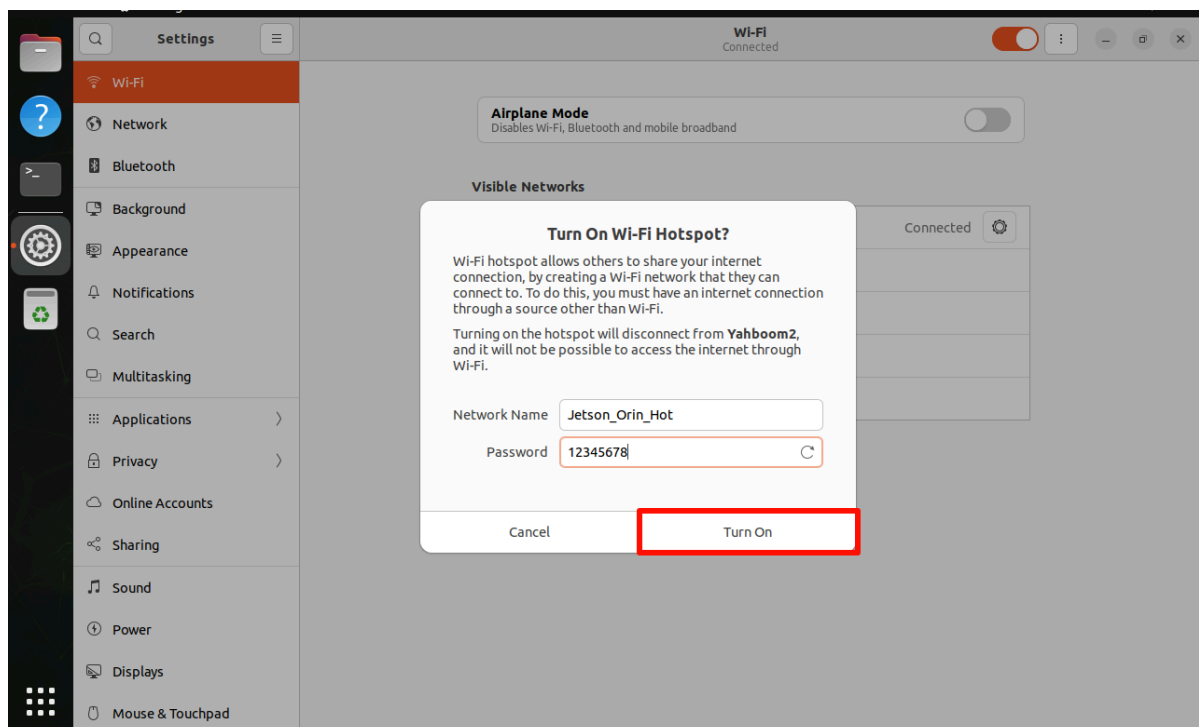 Settings
Wi-Fi
Connected
Wi-Fi
Network
Bluetooth
Background
Appearance
Notifications
Search
Multitasking
Applications
Privacy
Online Accounts
Sharing
Sound
Power
Displays
Mouse & Touchpad
Airplane Mode
Disables Wi-Fi, Bluetooth and mobile broadband
Visible Networks
Connected
Turn On Wi-Fi Hotspot?
Wi-Fi hotspot allows others to share your internet
connection, by creating a Wi-Fi network that they can
connect to. To do this, you must have an internet connection
through a source other than Wi-Fi.
Turning on the hotspot will disconnect from Yahboom2,
and it will not be possible to access the internet through
Wi-Fi.
Network Name Jetson_Orin_Hot
Password 12345678
Cancel Turn On